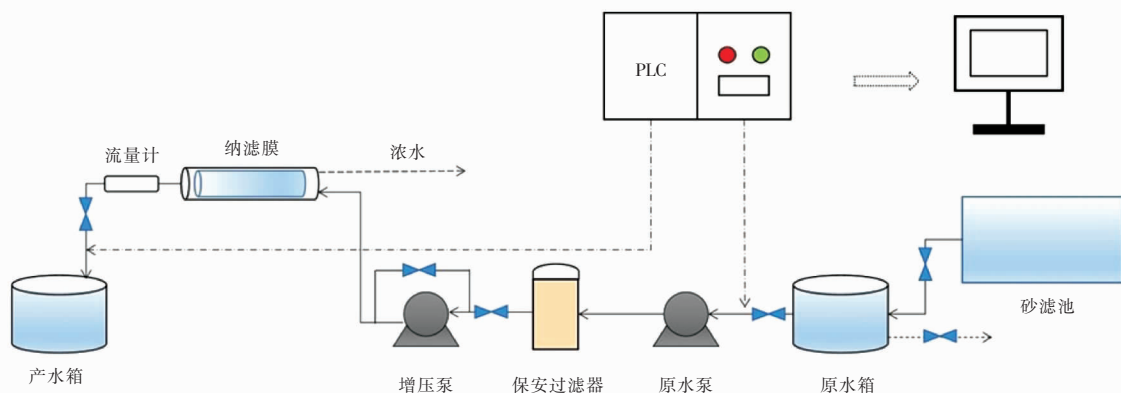 PLC
流量计
纳滤膜
浓水
砂滤池
产水箱
增压泵
保安过滤器
原水泵
原水箱